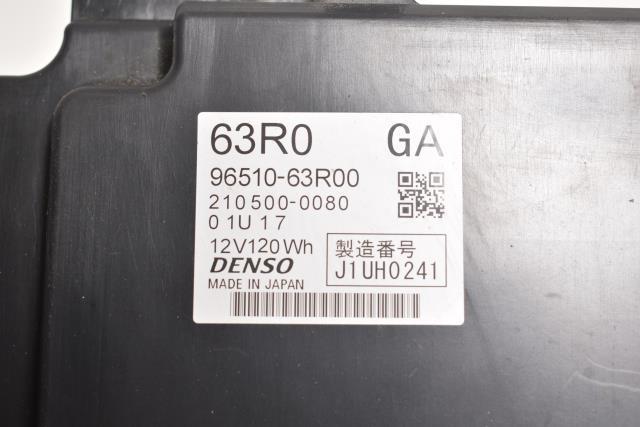 63R0 GA
96510-63R00
210500-0080
01U17
12V120Wh
DENSO
製造番号
J1UH0241
MADE IN JAPAN